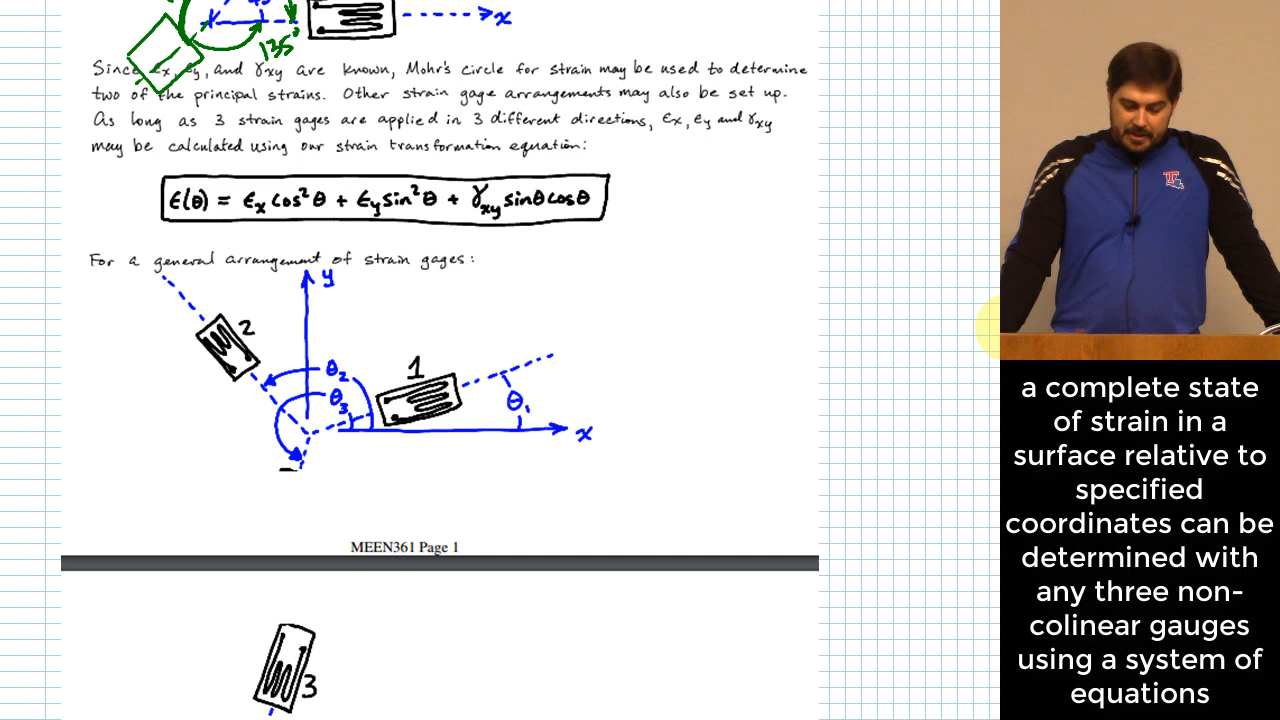 45
135°
x
Since εx, εy, and γxy are known, Mohr's circle for strain may be used to determine
two of the principal strains. Other strain gage arrangements may also be set up.
As long as 3 strain gages are applied in 3 different directions, εx, εy and γxy
may be calculated using our strain transformation equation:
ε(θ) = εx cos²θ + εy sin²θ + γxy sinθcosθ
For a general arrangement of strain gages:
y
2
1
θ2
θ3
θ1
x
MEEN361 Page 1
3
T
a complete state
of strain in a
surface relative to
specified
coordinates can be
determined with
any three non-
colinear gauges
using a system of
equations